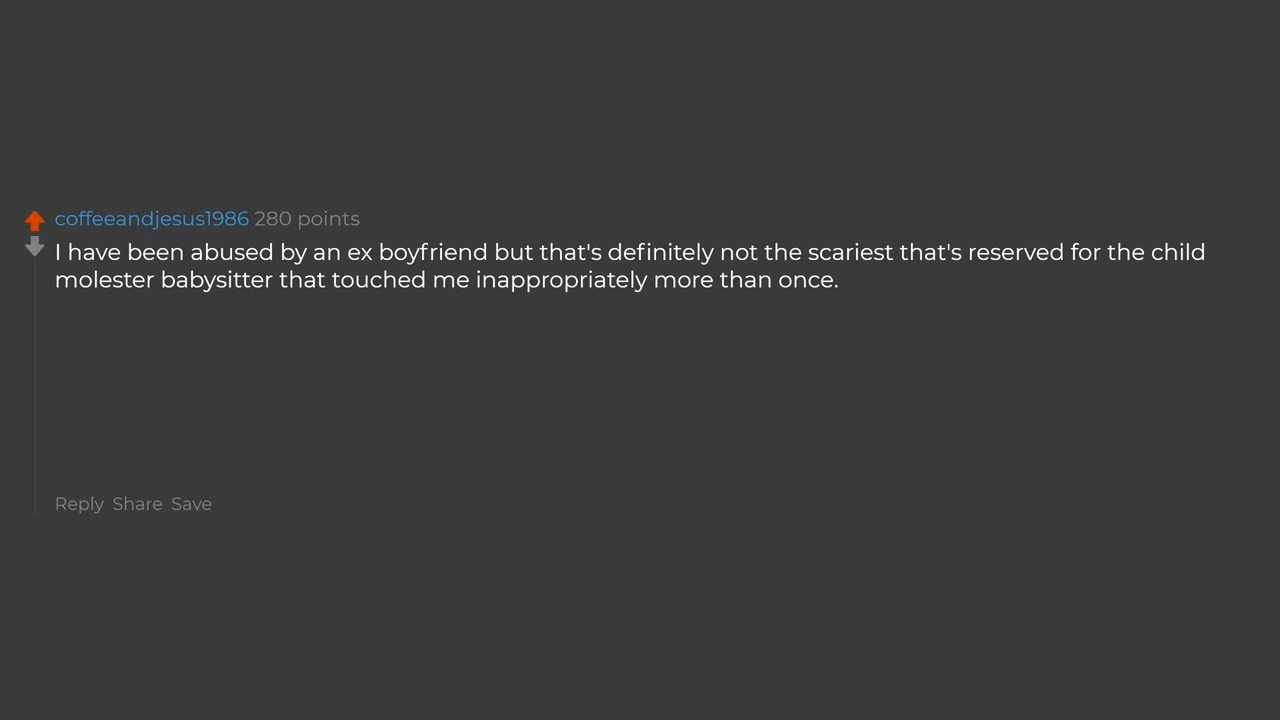 coffeeandjesus1986 280 points
I have been abused by an ex boyfriend but that's definitely not the scariest that's reserved for the child
molester babysitter that touched me inappropriately more than once.
Reply Share Save